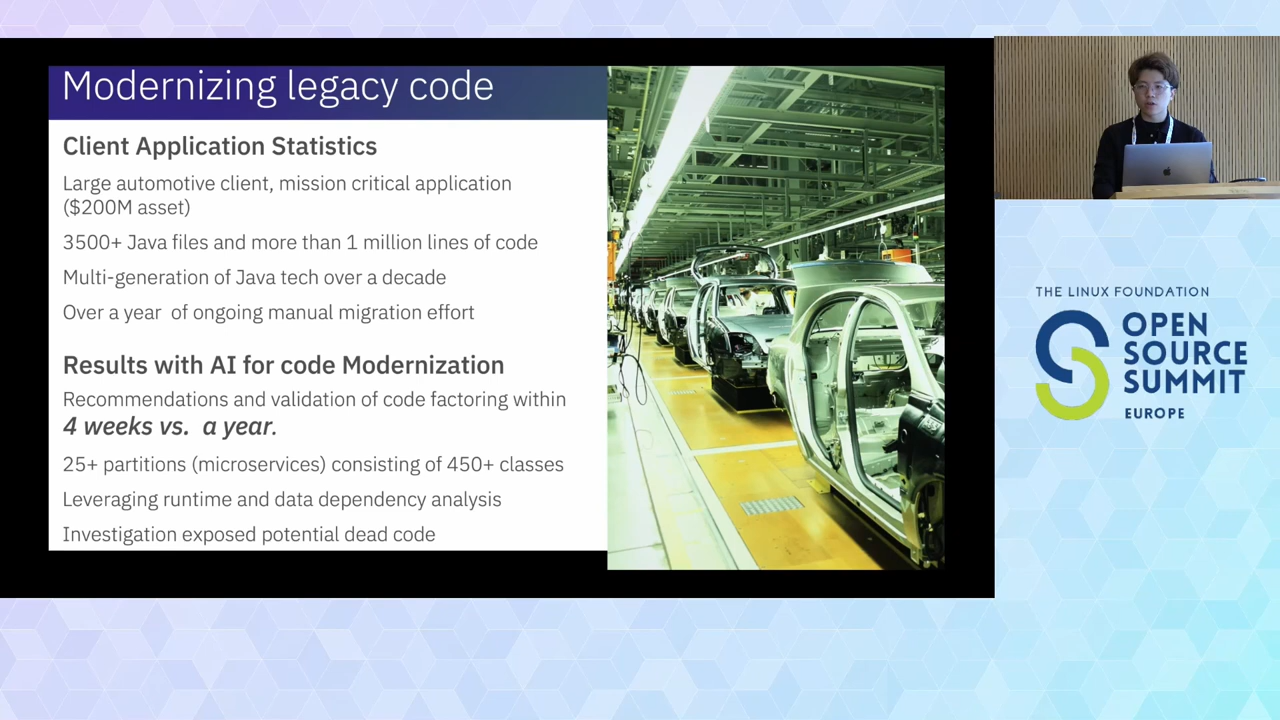 Modernizing legacy code
Client Application Statistics
Large automotive client, mission critical application
($200M asset)
3500+ Java files and more than 1 million lines of code
Multi-generation of Java tech over a decade
Over a year of ongoing manual migration effort
Results with AI for code Modernization
Recommendations and validation of code factoring within
4 weeks vs. a year.
25+ partitions (microservices) consisting of 450+ classes
Leveraging runtime and data dependency analysis
Investigation exposed potential dead code
THE LINUX FOUNDATION
OPEN
SOURCE
SUMMIT
EUROPE